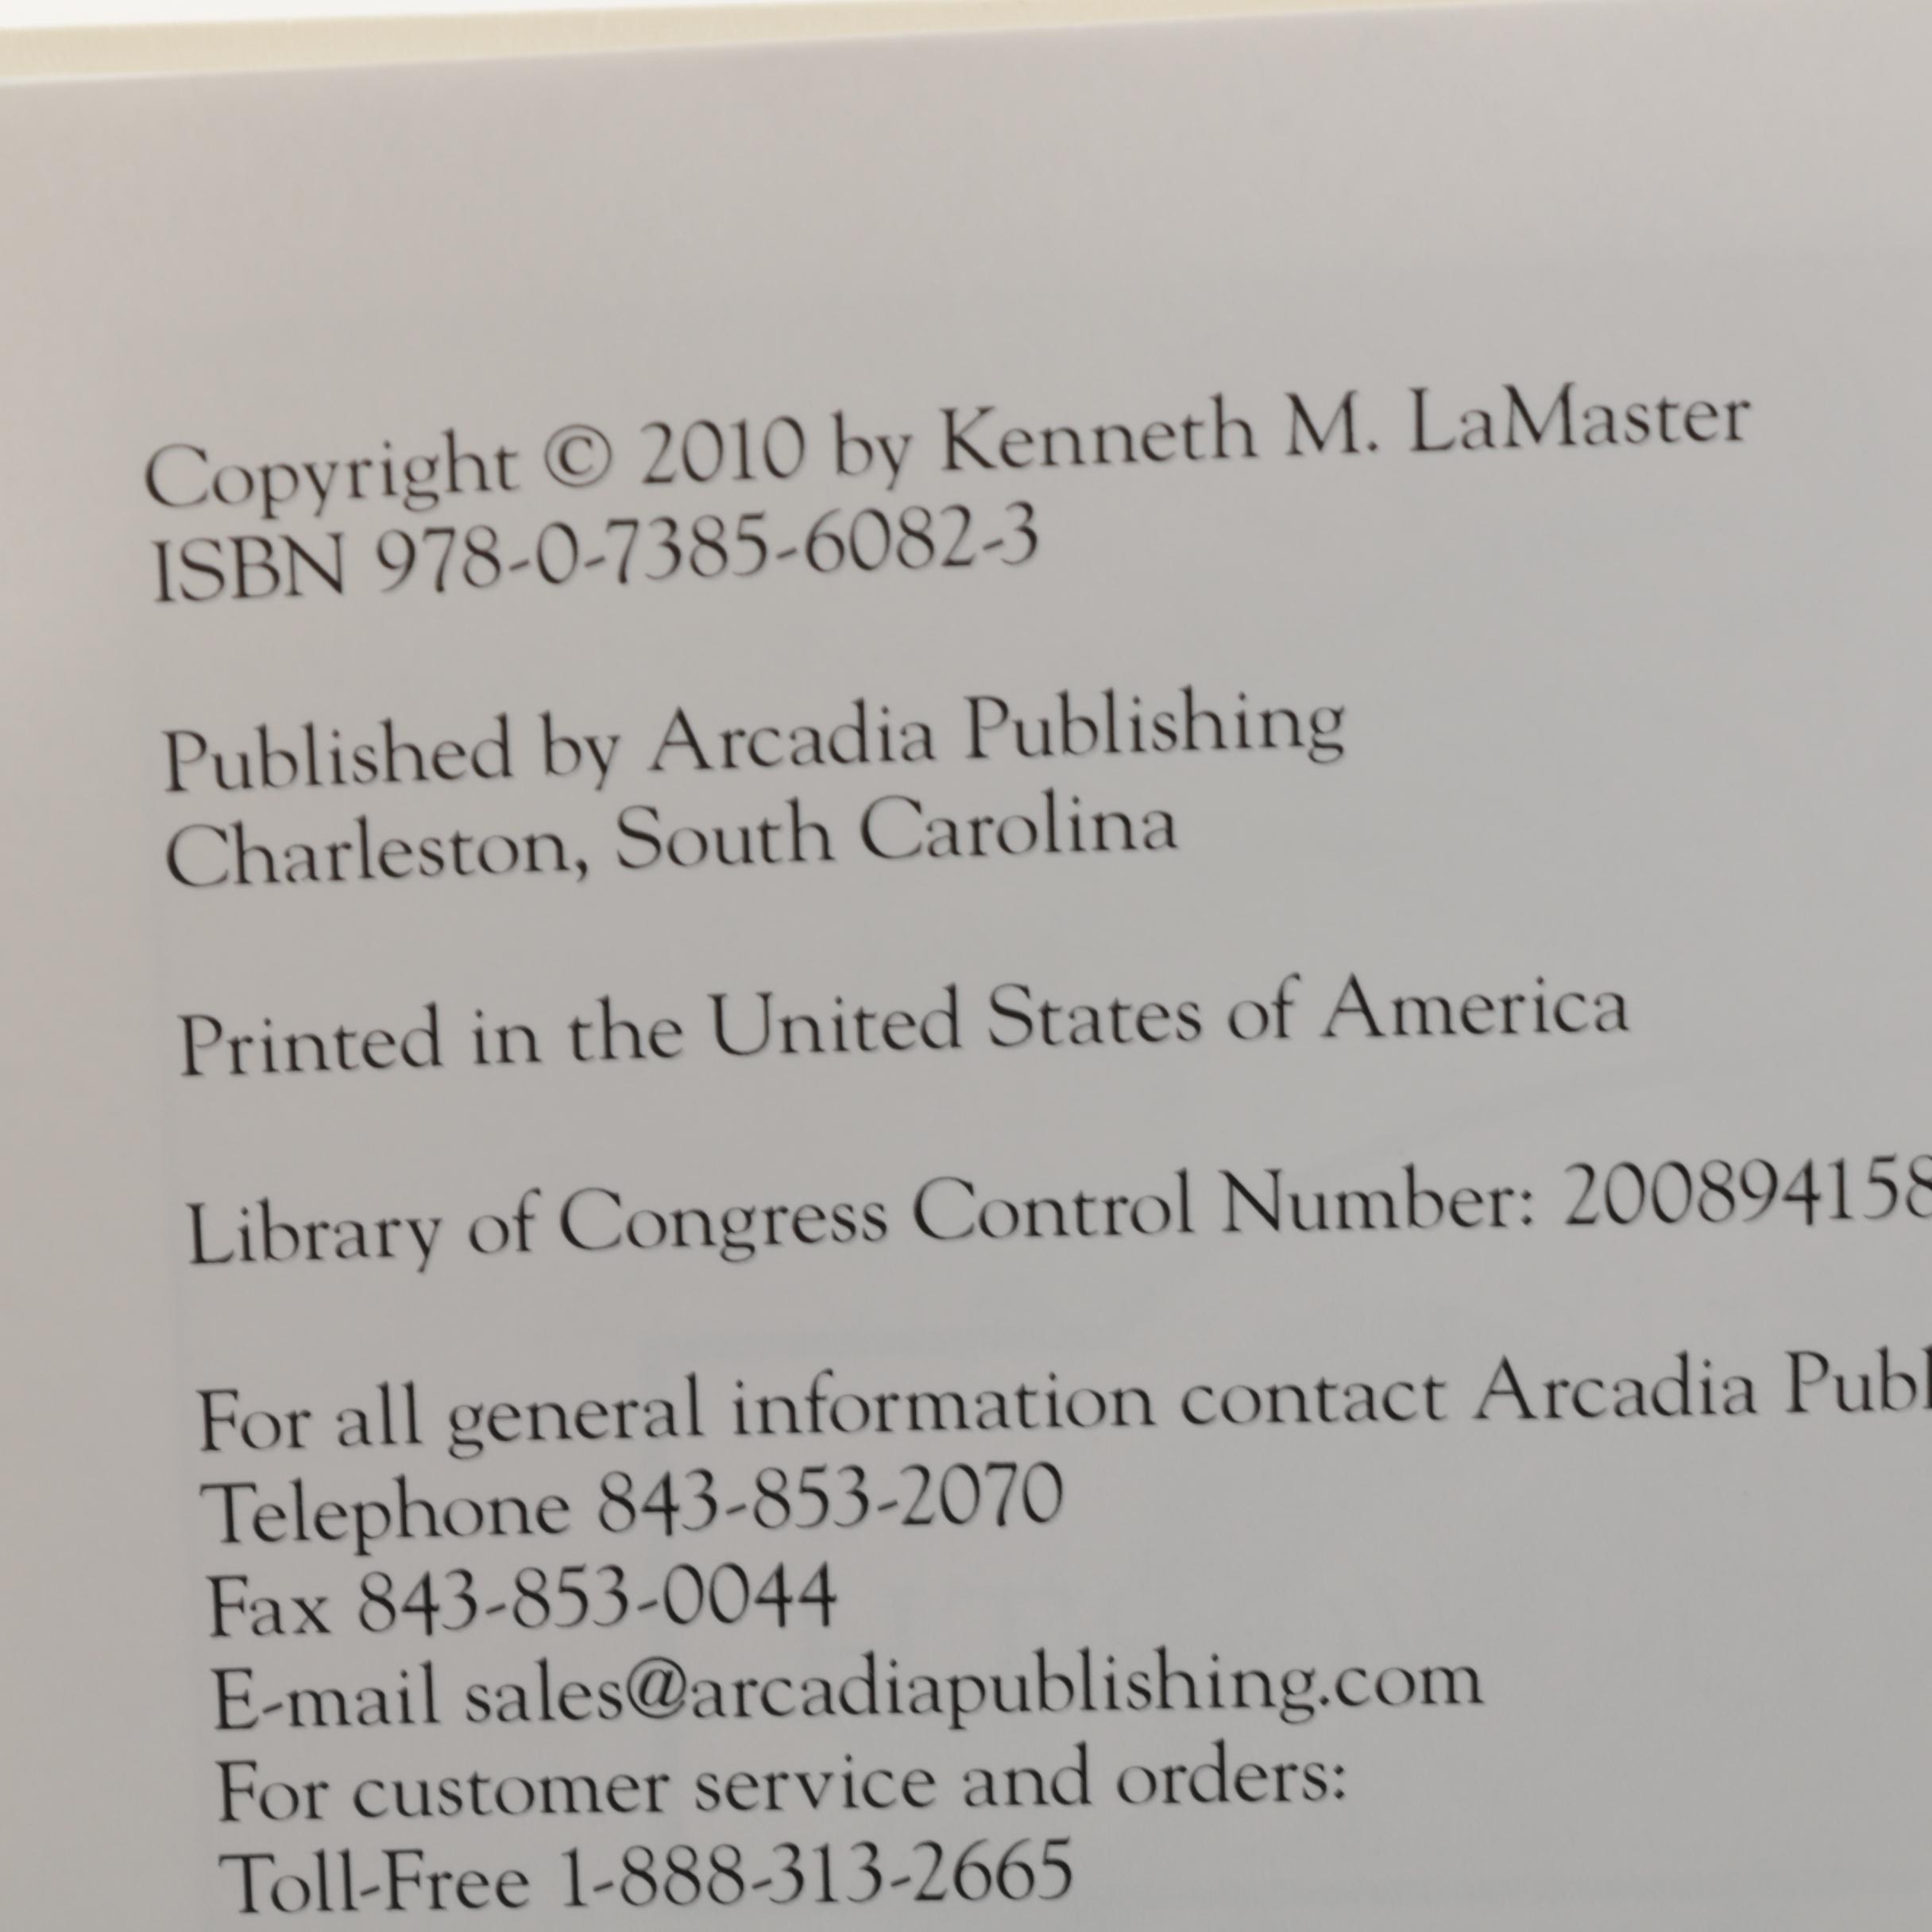 Copyright © 2010 by Kenneth M. LaMaster
ISBN 978-0-7385-6082-3
Published by Arcadia Publishing
Charleston, South Carolina
Printed in the United States of America
Library of Congress Control Number: 200894158
For all general information contact Arcadia Publ
Telephone 843-853-2070
Fax 843-853-0044
E-mail sales@arcadiapublishing.com
For customer service and orders:
Toll-Free 1-888-313-2665